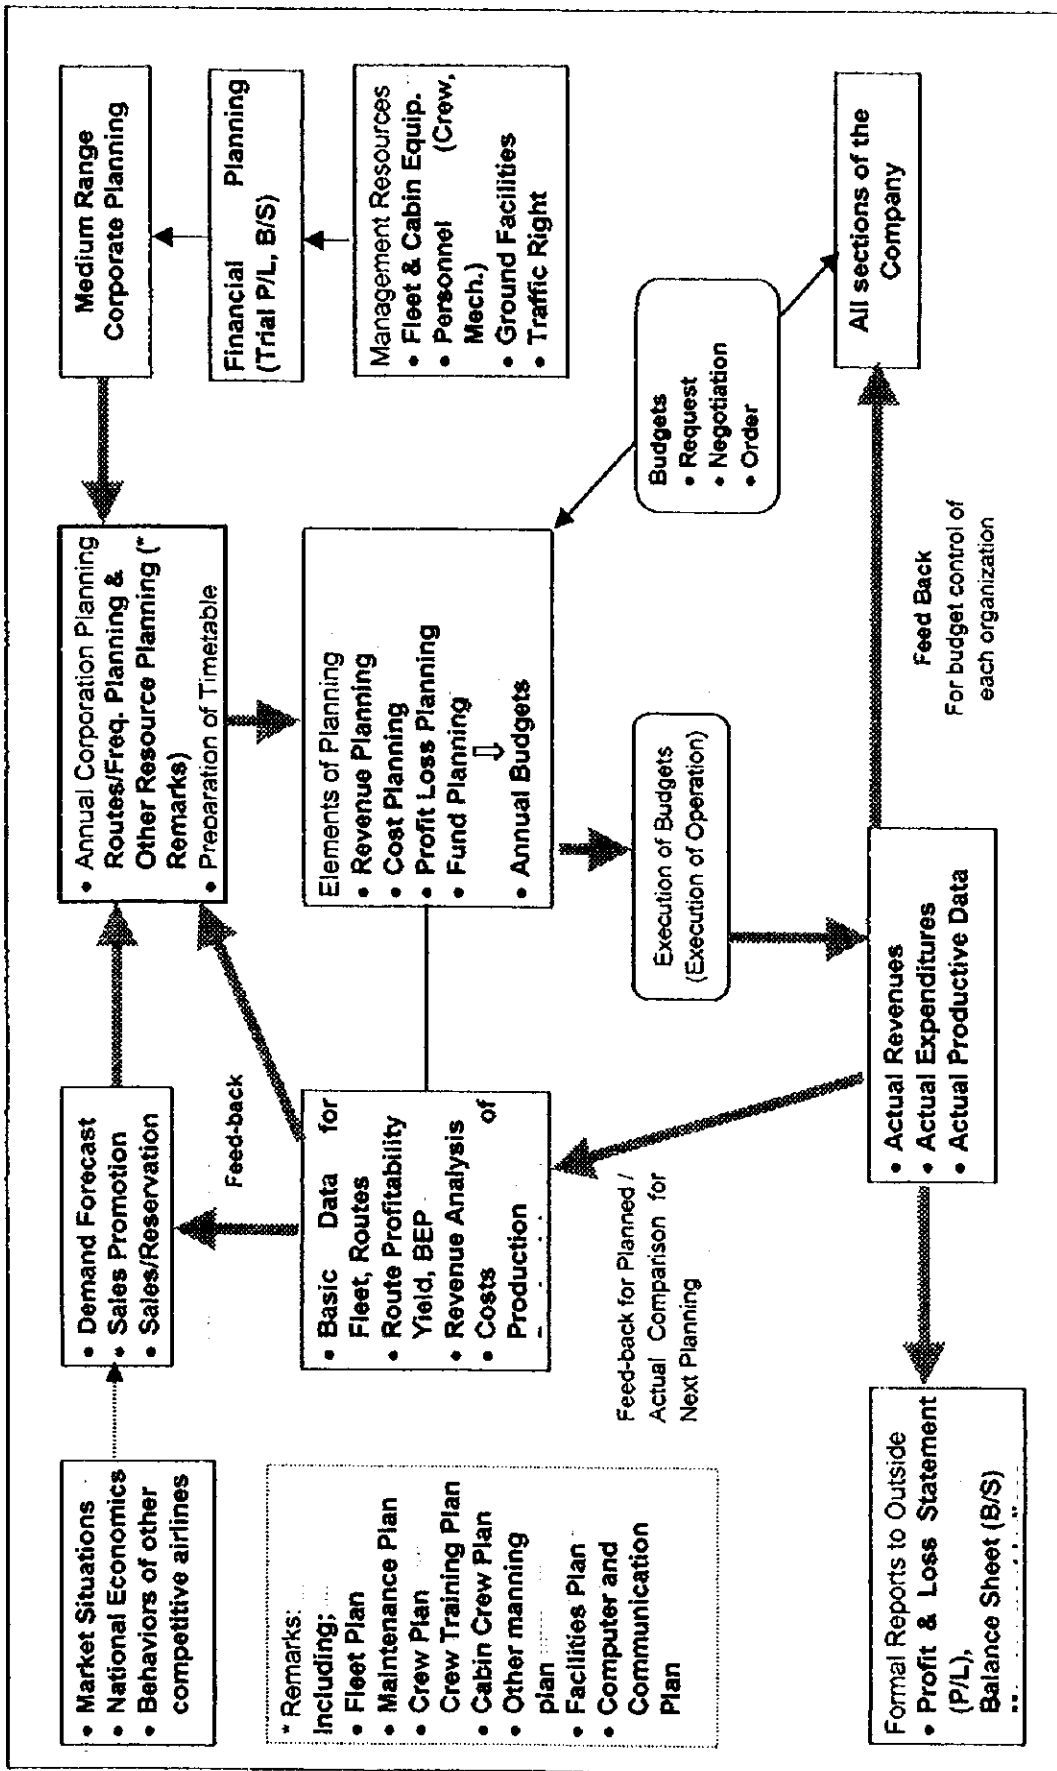 • Market Situations
• National Economics
• Behaviors of other
competitive airlines
• Demand Forecast
• Sales Promotion
• Sales/Reservation
• Annual Corporation Planning
Routes/Freq. Planning &
Other Resource Planning (*
Remarks)
• Preparation of Timetable
Medium Range
Corporate Planning
Financial Planning
(Trial P/L, B/S)
Management Resources
• Fleet & Cabin Equip.
• Personnel (Crew,
Mech.)
• Ground Facilities
• Traffic Right
Feed-back
* Remarks:
Including;
• Fleet Plan
• Maintenance Plan
• Crew Plan
Crew Training Plan
• Cabin Crew Plan
• Other manning
plan
• Facilities Plan
• Computer and
Communication
Plan
• Basic Data for
Fleet, Routes
• Route Profitability
Yield, BEP
• Revenue Analysis
• Costs of
Production
Elements of Planning
• Revenue Planning
• Cost Planning
• Profit Loss Planning
• Fund Planning
• Annual Budgets
Budgets
• Request
• Negotiation
• Order
Feed-back for Planned /
Actual Comparison for
Next Planning
Execution of Budgets
(Execution of Operation)
Feed Back
For budget control of
each organization
Formal Reports to Outside
• Profit & Loss Statement
(P/L),
Balance Sheet (B/S)
• Actual Revenues
• Actual Expenditures
• Actual Productive Data
All sections of the
Company